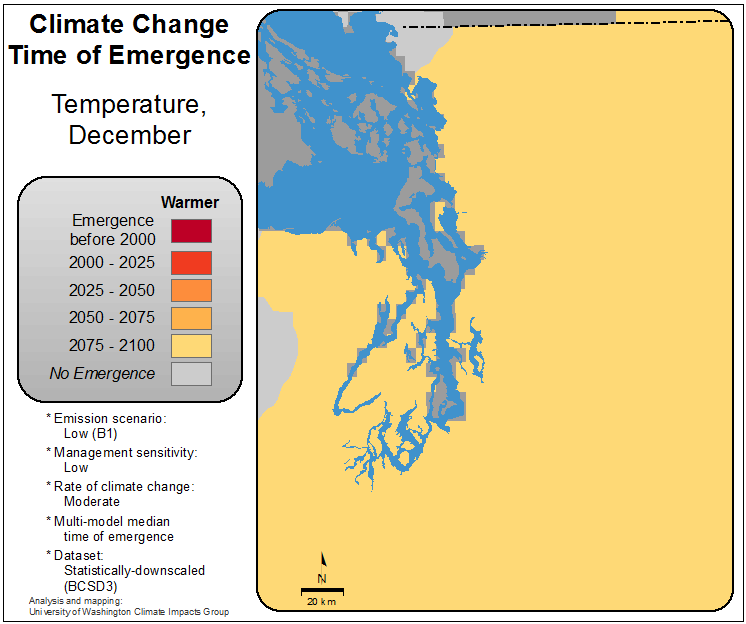 Climate Change
Time of Emergence
Temperature,
December
Warmer
Emergence
before 2000
2000 - 2025
2025 - 2050
2050 - 2075
2075 - 2100
No Emergence
* Emission scenario:
Low (B1)
* Management sensitivity:
Low
* Rate of climate change:
Moderate
* Multi-model median
time of emergence
* Dataset:
Statistically-downscaled
(BCSD3)
Analysis and mapping:
University of Washington Climate Impacts Group
N
20 km